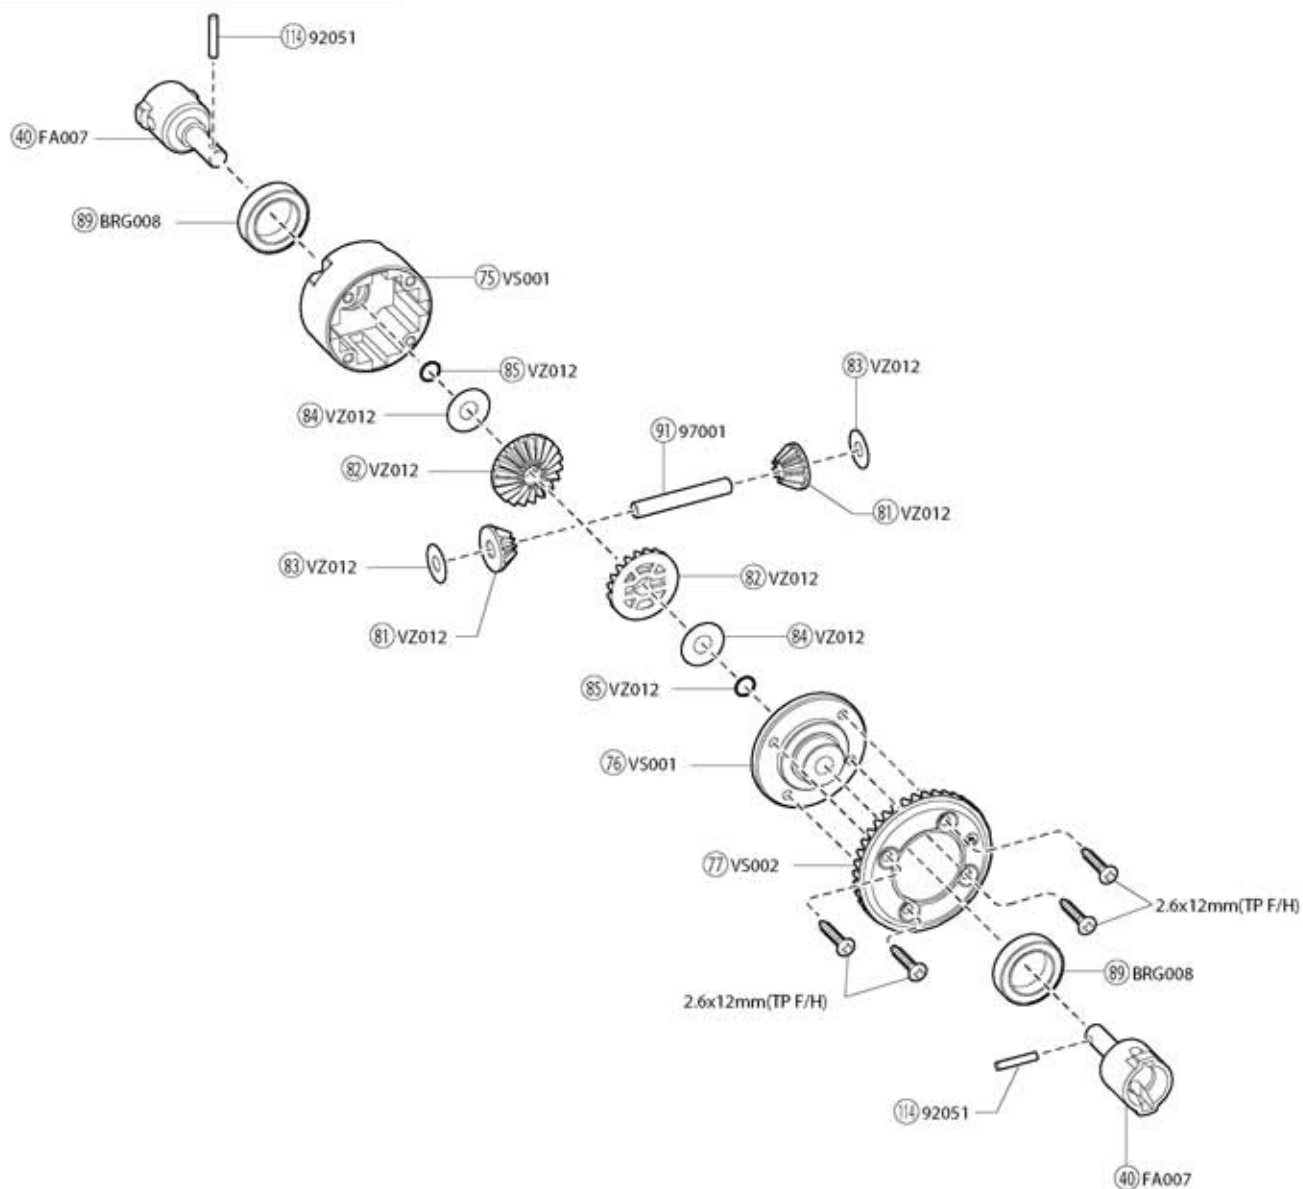 114 92051
40 FA007
89 BRG008
75 VS001
85 VZ012
83 VZ012
84 VZ012
91 97001
82 VZ012
81 VZ012
83 VZ012
82 VZ012
81 VZ012
84 VZ012
85 VZ012
76 VS001
77 VS002
2.6x12mm(TP F/H)
89 BRG008
2.6x12mm(TP F/H)
114 92051
40 FA007